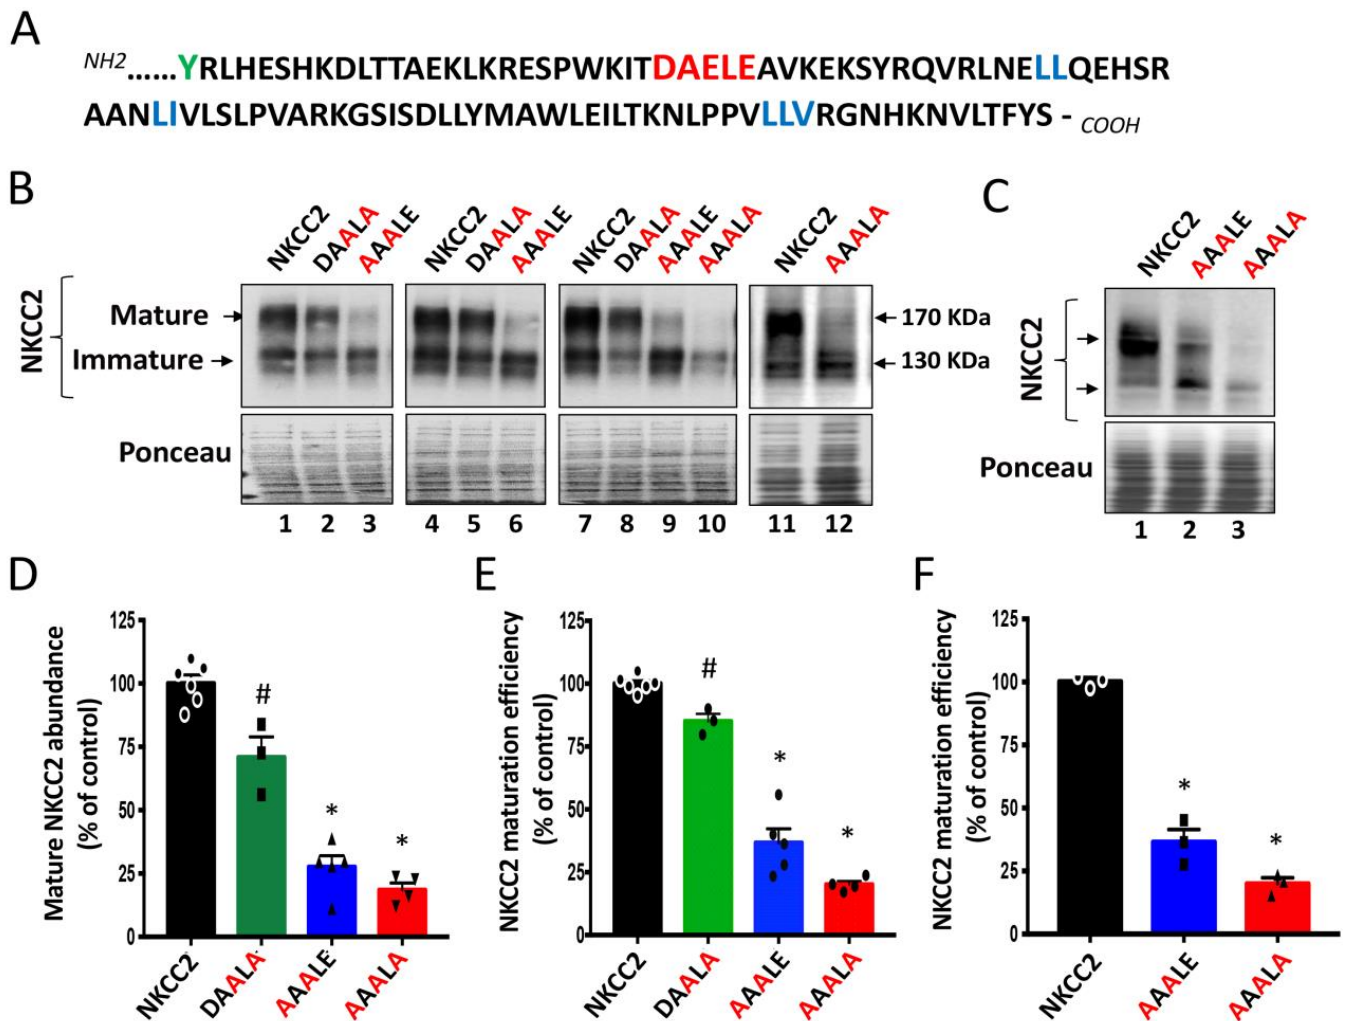 A
NH2......YRLHESHKDLTTAEKLKRESPWKITDAELEAVKEKSYRQVRLNELLQEHSR
AANLIVLSLPVARKGSISDLLYMAWLEILTKNLPPVLLVRGNHKNVLTFYS - COOH
B
NKCC2 DAALA AAALE
NKCC2 DAALA AAALE
NKCC2 DAALA AAALE AAALA
NKCC2 AAALA
NKCC2
Mature
Immature
170 KDa
130 KDa
Ponceau
1 2 3 4 5 6 7 8 9 10 11 12
C
NKCC2 AAALE AAALA
NKCC2
Ponceau
1 2 3
D
Mature NKCC2 abundance
(% of control)
125
100
75
50
25
0
#
*
*
NKCC2 DAALA AAALE AAALA
E
NKCC2 maturation efficiency
(% of control)
125
100
75
50
25
0
#
*
*
NKCC2 DAALA AAALE AAALA
F
NKCC2 maturation efficiency
(% of control)
125
100
75
50
25
0
*
*
NKCC2 AAALE AAALA